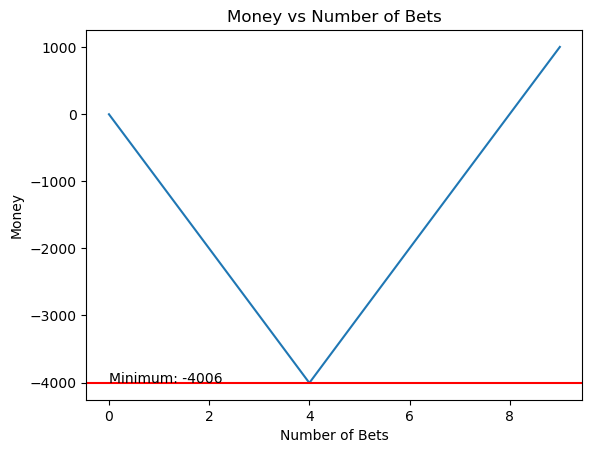 Money vs Number of Bets
1000
0
−1000
−2000
−3000
−4000
Money
Minimum: -4006
0 2 4 6 8
Number of Bets